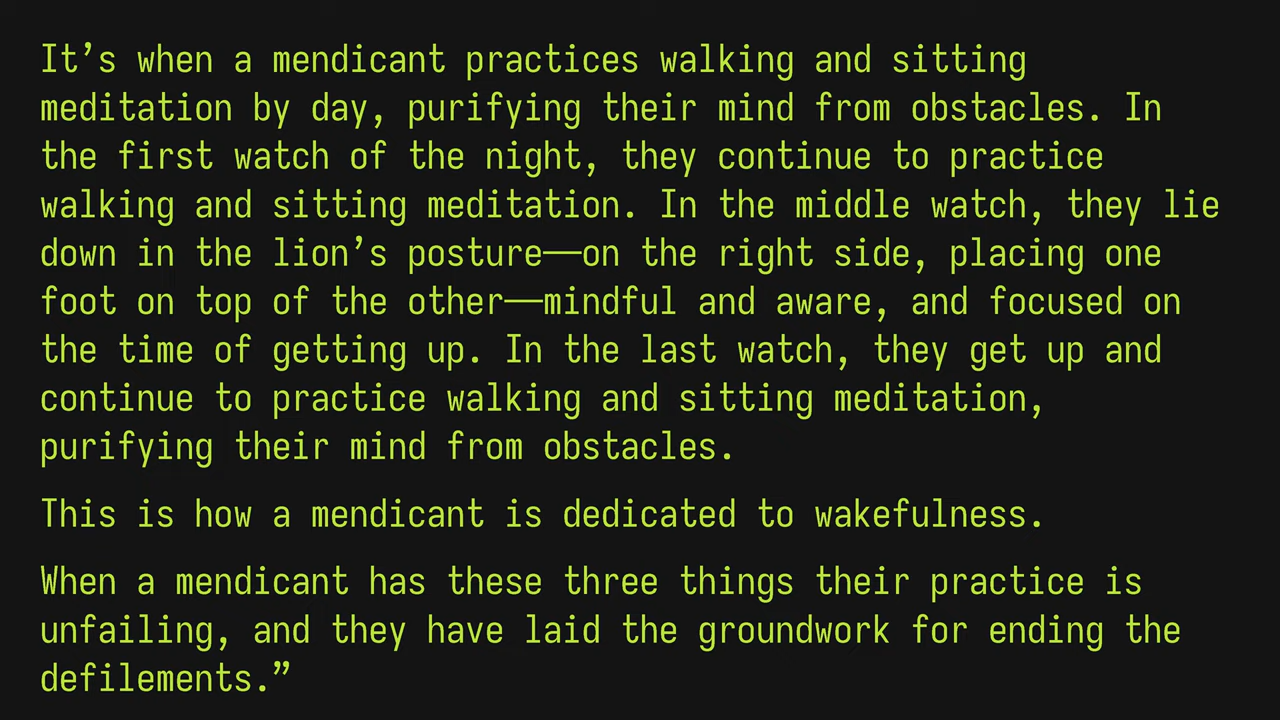 It’s when a mendicant practices walking and sitting
meditation by day, purifying their mind from obstacles. In
the first watch of the night, they continue to practice
walking and sitting meditation. In the middle watch, they lie
down in the lion’s posture—on the right side, placing one
foot on top of the other—mindful and aware, and focused on
the time of getting up. In the last watch, they get up and
continue to practice walking and sitting meditation,
purifying their mind from obstacles.
This is how a mendicant is dedicated to wakefulness.
When a mendicant has these three things their practice is
unfailing, and they have laid the groundwork for ending the
defilements.”